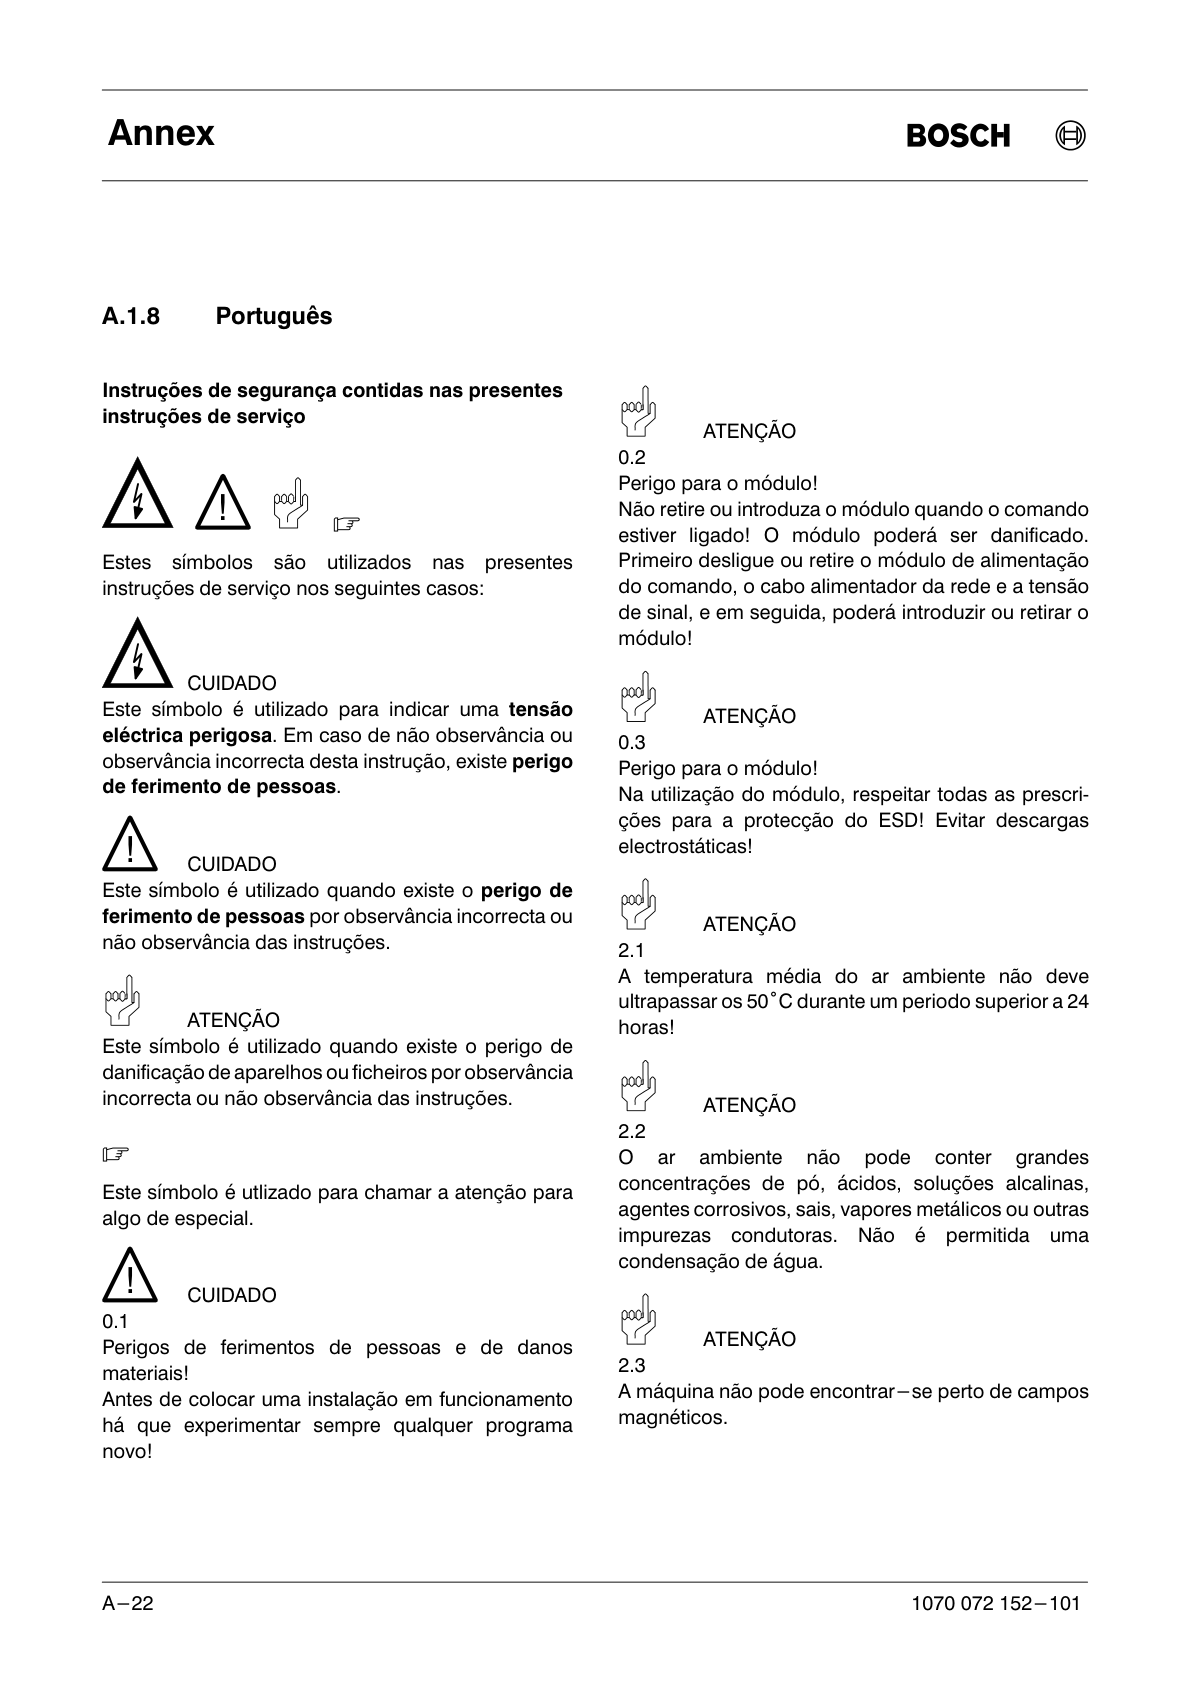 Annex
BOSCH
A.1.8 Português
Instruções de segurança contidas nas presentes
instruções de serviço
Estes símbolos são utilizados nas presentes
instruções de serviço nos seguintes casos:
CUIDADO
Este símbolo é utilizado para indicar uma tensão
eléctrica perigosa. Em caso de não observância ou
observância incorrecta desta instrução, existe perigo
de ferimento de pessoas.
CUIDADO
Este símbolo é utilizado quando existe o perigo de
ferimento de pessoas por observância incorrecta ou
não observância das instruções.
ATENÇÃO
Este símbolo é utilizado quando existe o perigo de
danificação de aparelhos ou ficheiros por observância
incorrecta ou não observância das instruções.
☞
Este símbolo é utlizado para chamar a atenção para
algo de especial.
CUIDADO
0.1
Perigos de ferimentos de pessoas e de danos
materiais!
Antes de colocar uma instalação em funcionamento
há que experimentar sempre qualquer programa
novo!
ATENÇÃO
0.2
Perigo para o módulo!
Não retire ou introduza o módulo quando o comando
estiver ligado! O módulo poderá ser danificado.
Primeiro desligue ou retire o módulo de alimentação
do comando, o cabo alimentador da rede e a tensão
de sinal, e em seguida, poderá introduzir ou retirar o
módulo!
ATENÇÃO
0.3
Perigo para o módulo!
Na utilização do módulo, respeitar todas as prescri-
ções para a protecção do ESD! Evitar descargas
electrostáticas!
ATENÇÃO
2.1
A temperatura média do ar ambiente não deve
ultrapassar os 50˚C durante um periodo superior a 24
horas!
ATENÇÃO
2.2
O ar ambiente não pode conter grandes
concentrações de pó, ácidos, soluções alcalinas,
agentes corrosivos, sais, vapores metálicos ou outras
impurezas condutoras. Não é permitida uma
condensação de água.
ATENÇÃO
2.3
A máquina não pode encontrar−se perto de campos
magnéticos.
A−22
1070 072 152−101